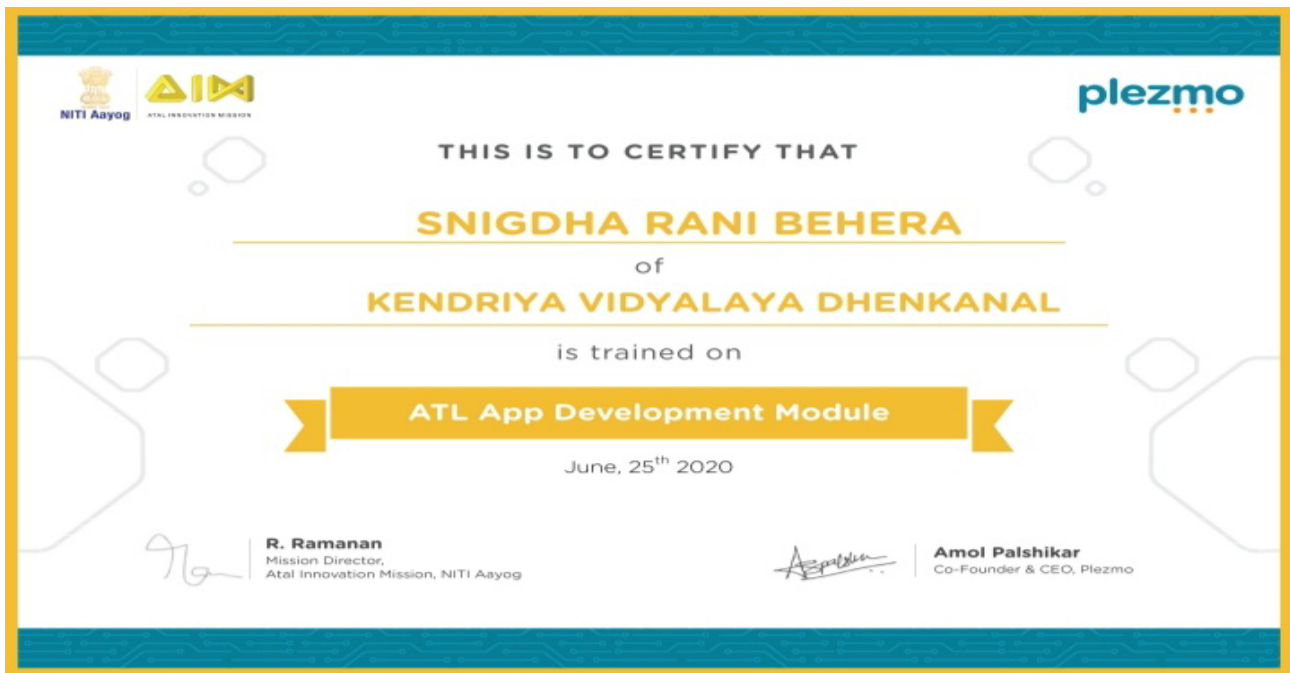 NITI Aayog
AIM
ATAL INNOVATION MISSION
plezmo
THIS IS TO CERTIFY THAT
SNIGDHA RANI BEHERA
of
KENDRIYA VIDYALAYA DHENKANAL
is trained on
ATL App Development Module
June, 25th 2020
R. Ramanan
Mission Director,
Atal Innovation Mission, NITI Aayog
Amol Palshikar
Co-Founder & CEO, Plezmo